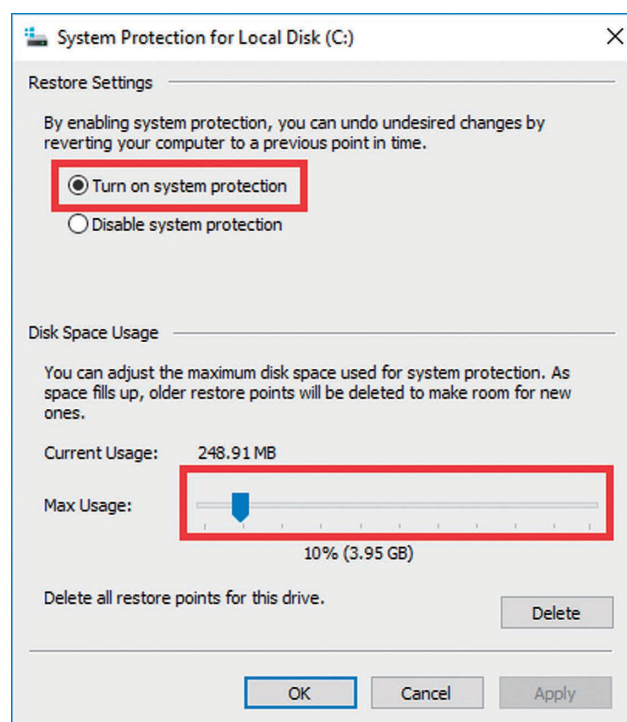 System Protection for Local Disk (C:)
Restore Settings
By enabling system protection, you can undo undesired changes by
reverting your computer to a previous point in time.
Turn on system protection
Disable system protection
Disk Space Usage
You can adjust the maximum disk space used for system protection. As
space fills up, older restore points will be deleted to make room for new
ones.
Current Usage: 248.91 MB
Max Usage:
10% (3.95 GB)
Delete all restore points for this drive.
Delete
OK Cancel Apply